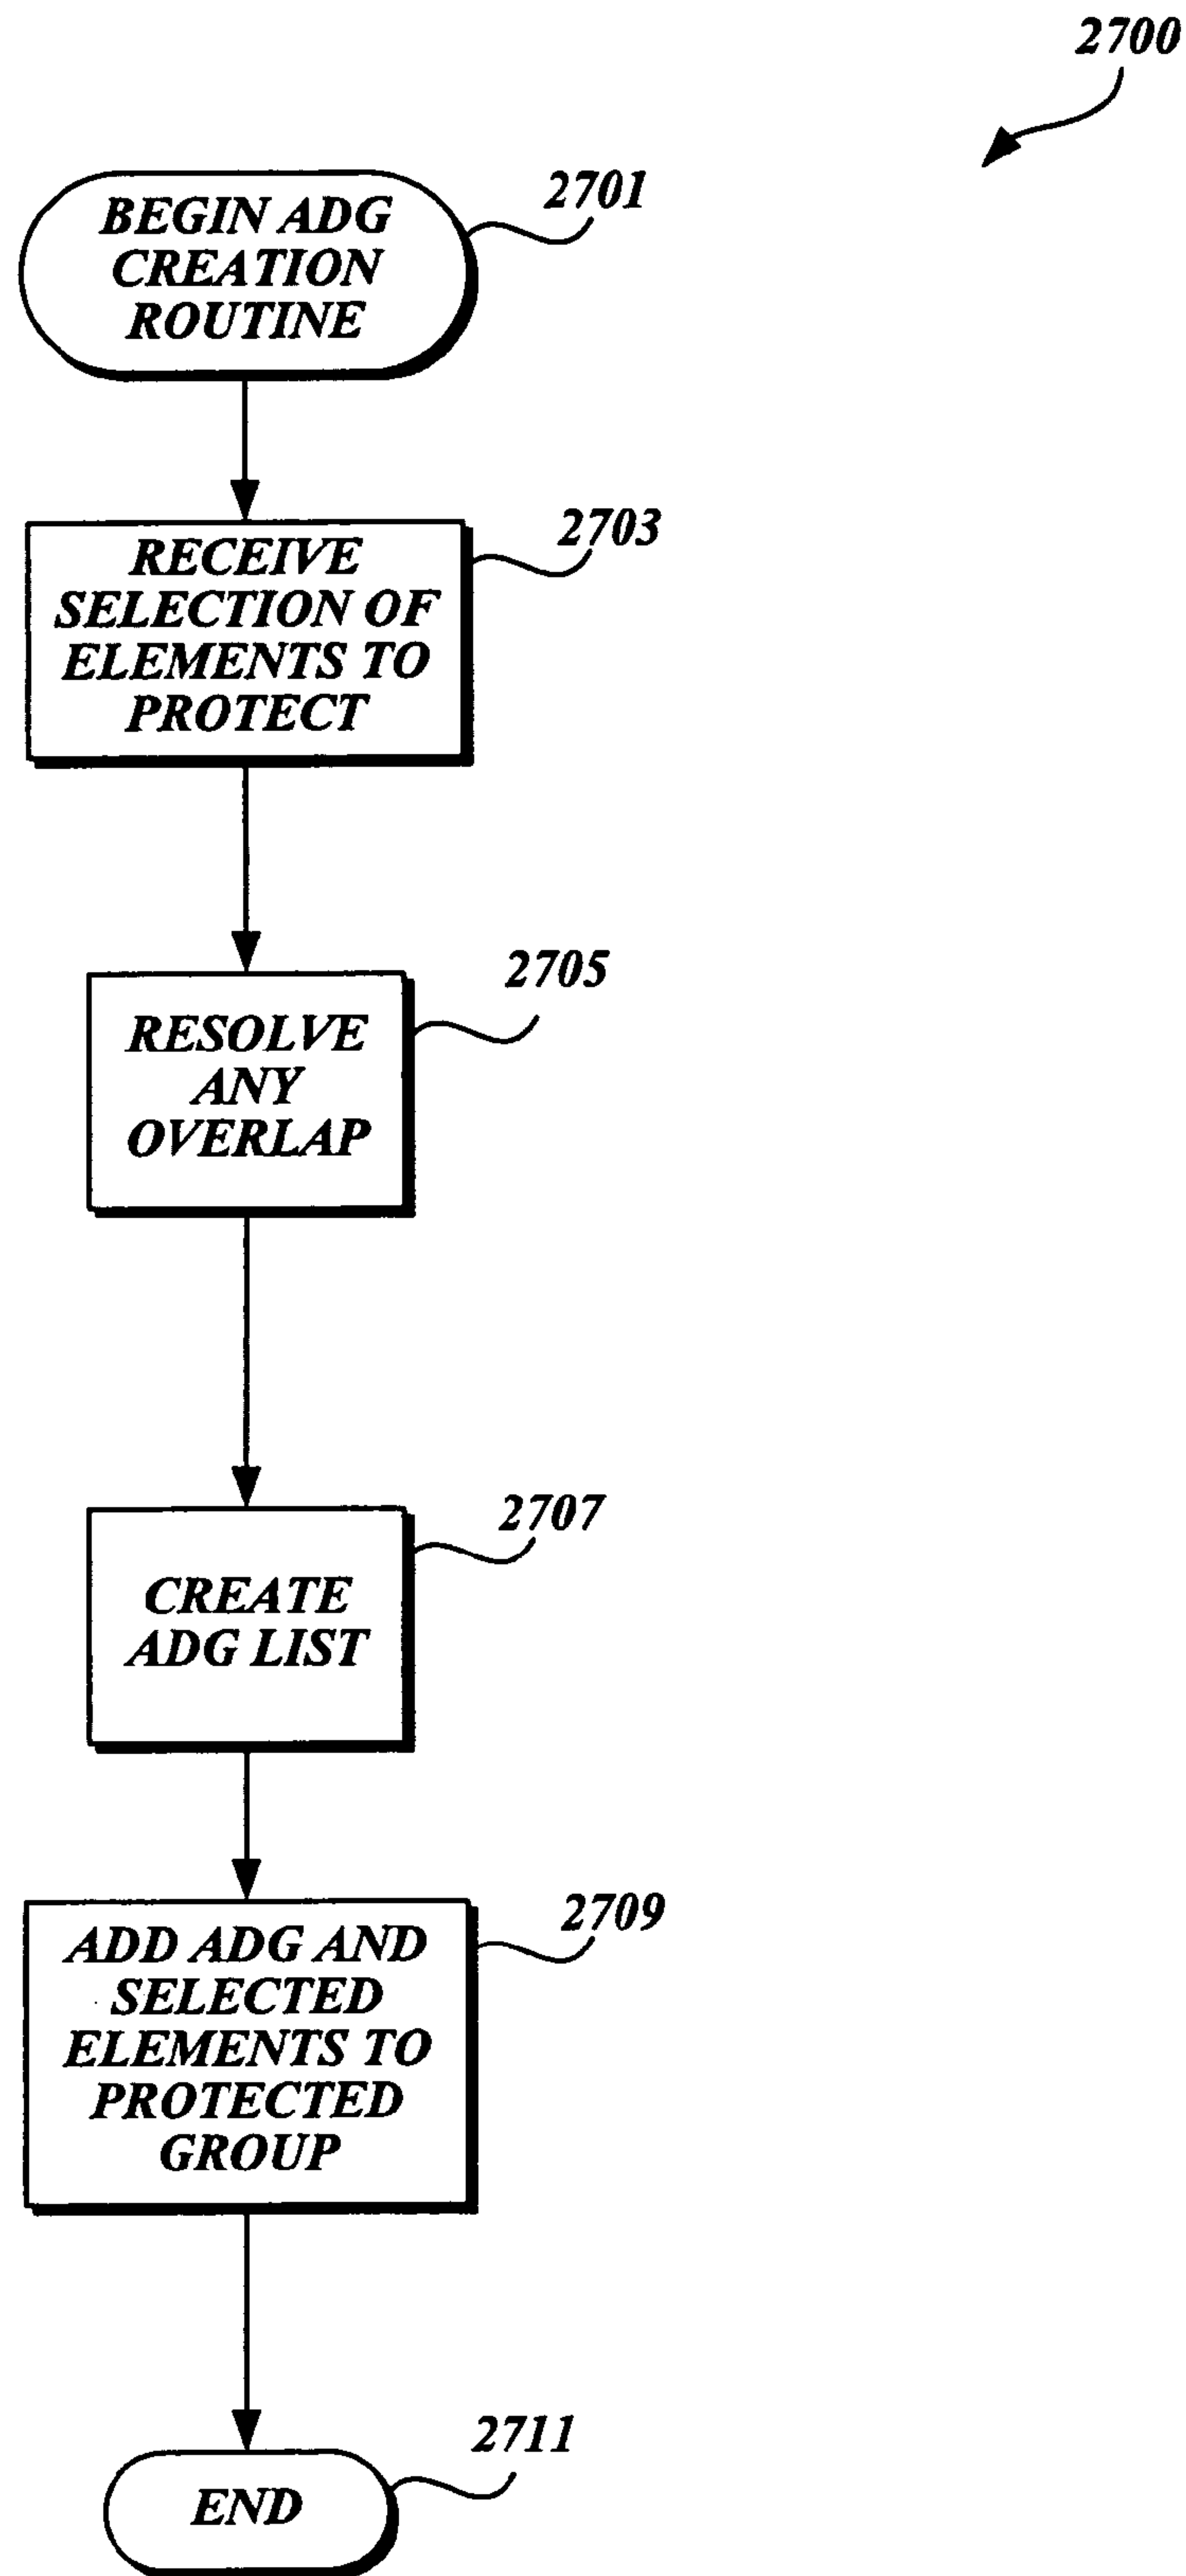 2700
BEGIN ADG
CREATION
ROUTINE
2701
RECEIVE
SELECTION OF
ELEMENTS TO
PROTECT
2703
RESOLVE
ANY
OVERLAP
2705
CREATE
ADG LIST
2707
ADD ADG AND
SELECTED
ELEMENTS TO
PROTECTED
GROUP
2709
END
2711